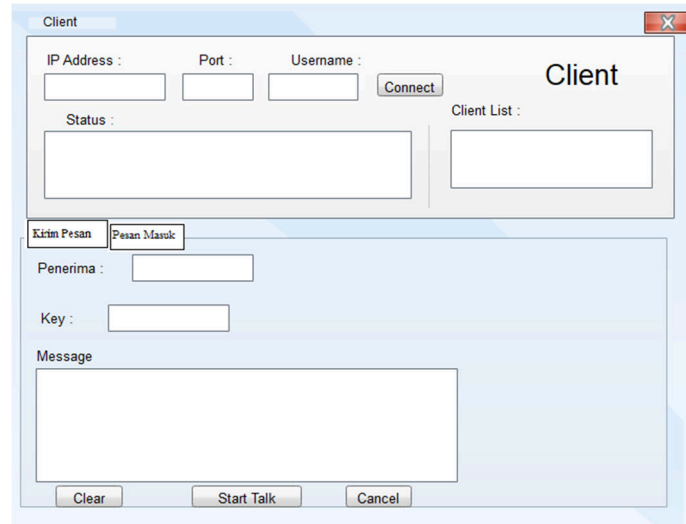 Client
IP Address :
Port :
Username :
Connect
Client
Status :
Client List :
Kirim Pesan
Pesan Masuk
Penerima :
Key :
Message
Clear
Start Talk
Cancel